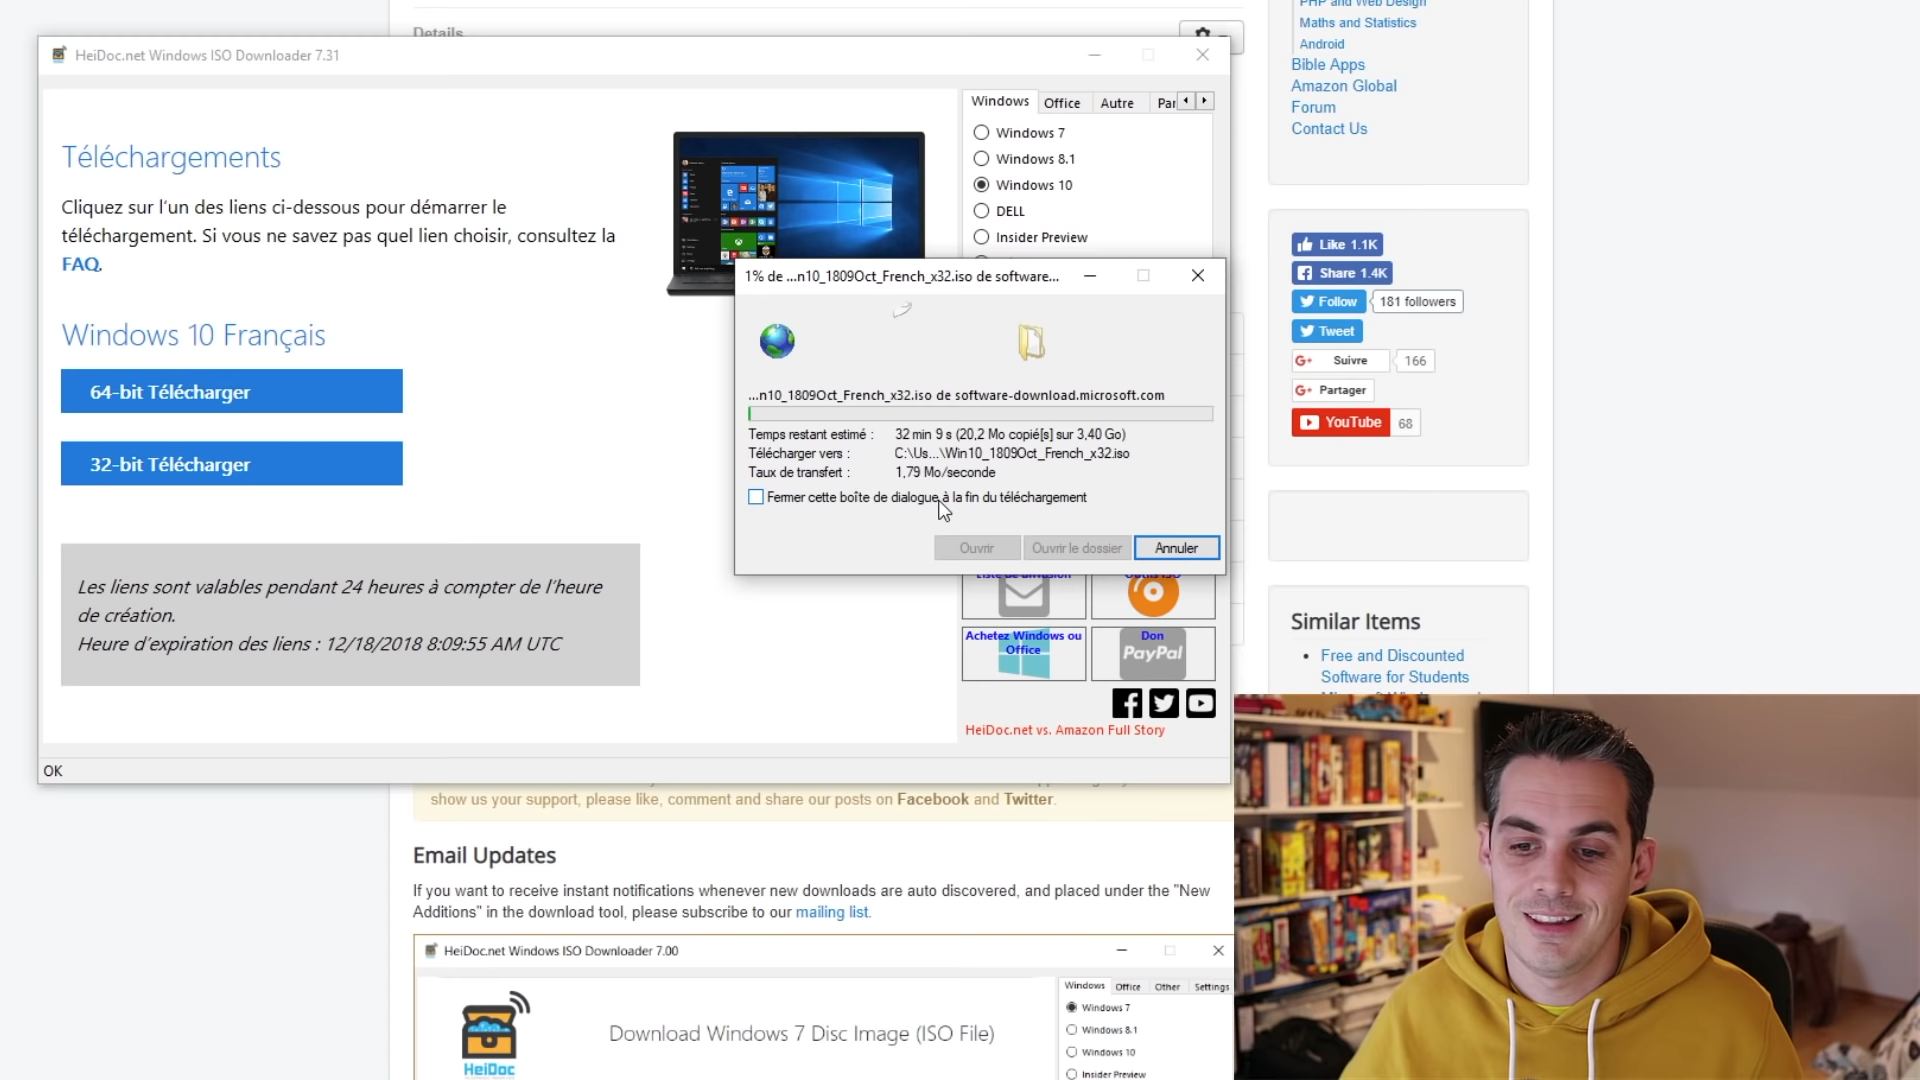 Details
PHP and Web Design
Maths and Statistics
Android
Bible Apps
Amazon Global
Forum
Contact Us
HeiDoc.net Windows ISO Downloader 7.31
Téléchargements
Cliquez sur l'un des liens ci-dessous pour démarrer le
téléchargement. Si vous ne savez pas quel lien choisir, consultez la
FAQ.
Windows 10 Français
64-bit Télécharger
32-bit Télécharger
Les liens sont valables pendant 24 heures à compter de l'heure
de création.
Heure d'expiration des liens : 12/18/2018 8:09:55 AM UTC
OK
Windows
Office
Autre
Par
Windows 7
Windows 8.1
Windows 10
DELL
Insider Preview
1% de ...n10_1809Oct_French_x32.iso de software...
...n10_1809Oct_French_x32.iso de software-download.microsoft.com
Temps restant estimé : 32 min 9 s (20,2 Mo copié[s] sur 3,40 Go)
Télécharger vers : C:\Us...\Win10_1809Oct_French_x32.iso
Taux de transfert : 1,79 Mo/seconde
Fermer cette boîte de dialogue à la fin du téléchargement
Ouvrir
Ouvrir le dossier
Annuler
Liste de diffusion
Outils ISO
Achetez Windows ou
Office
Don
PayPal
HeiDoc.net vs. Amazon Full Story
Like 1.1K
Share 1.4K
Follow
181 followers
Tweet
G+ Suivre
166
G+ Partager
YouTube
68
Similar Items
Free and Discounted
Software for Students
show us your support, please like, comment and share our posts on Facebook and Twitter.
Email Updates
If you want to receive instant notifications whenever new downloads are auto discovered, and placed under the "New
Additions" in the download tool, please subscribe to our mailing list.
HeiDoc.net Windows ISO Downloader 7.00
HeiDoc
Download Windows 7 Disc Image (ISO File)
Windows
Office
Other
Settings
Windows 7
Windows 8.1
Windows 10
Insider Preview